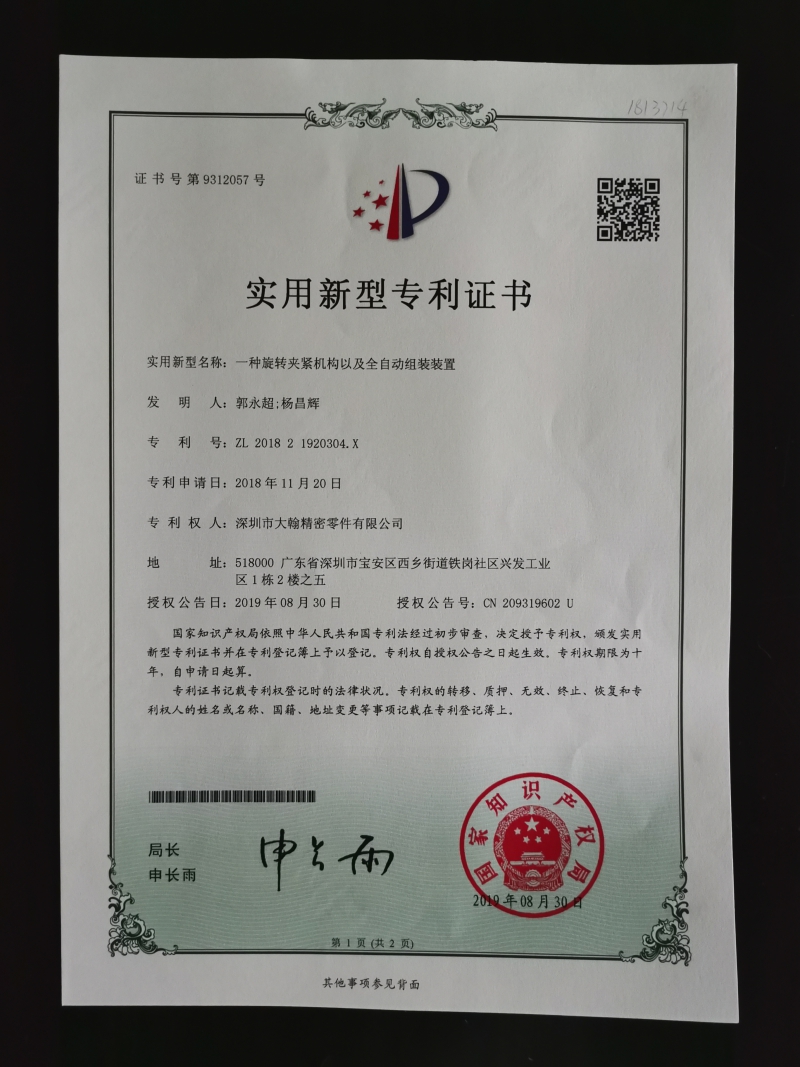 1813714
证书号第9312057号
实用新型专利证书
实用新型名称：一种旋转夹紧机构以及全自动组装装置
发明人：郭永超;杨昌辉
专利号：ZL 2018 2 1920304.X
专利申请日：2018年11月20日
专利权人：深圳市大翰精密零件有限公司
地址：518000 广东省深圳市宝安区西乡街道铁岗社区兴发工业
区1栋2楼之五
授权公告日：2019年08月30日 授权公告号：CN 209319602 U
国家知识产权局依照中华人民共和国专利法经过初步审查，决定授予专利权，颁发实用
新型专利证书并在专利登记簿上予以登记。专利权自授权公告之日起生效。专利权期限为十
年，自申请日起算。
专利证书记载专利权登记时的法律状况。专利权的转移、质押、无效、终止、恢复和专
利权人的姓名或名称、国籍、地址变更等事项记载在专利登记簿上。
局长
申长雨
申长雨
国家知识产权局
2019年08月30日
第1页(共2页)
其他事项参见背面